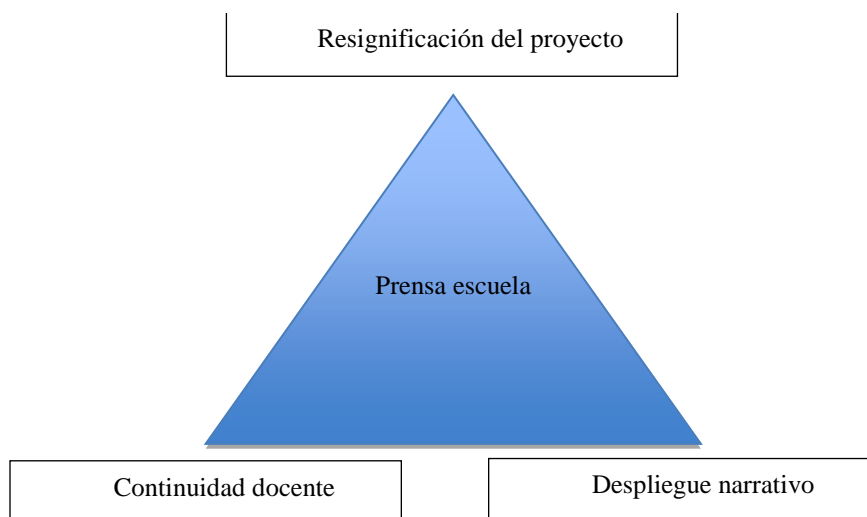 Resignificación del proyecto
Prensa escuela
Continuidad docente
Despliegue narrativo